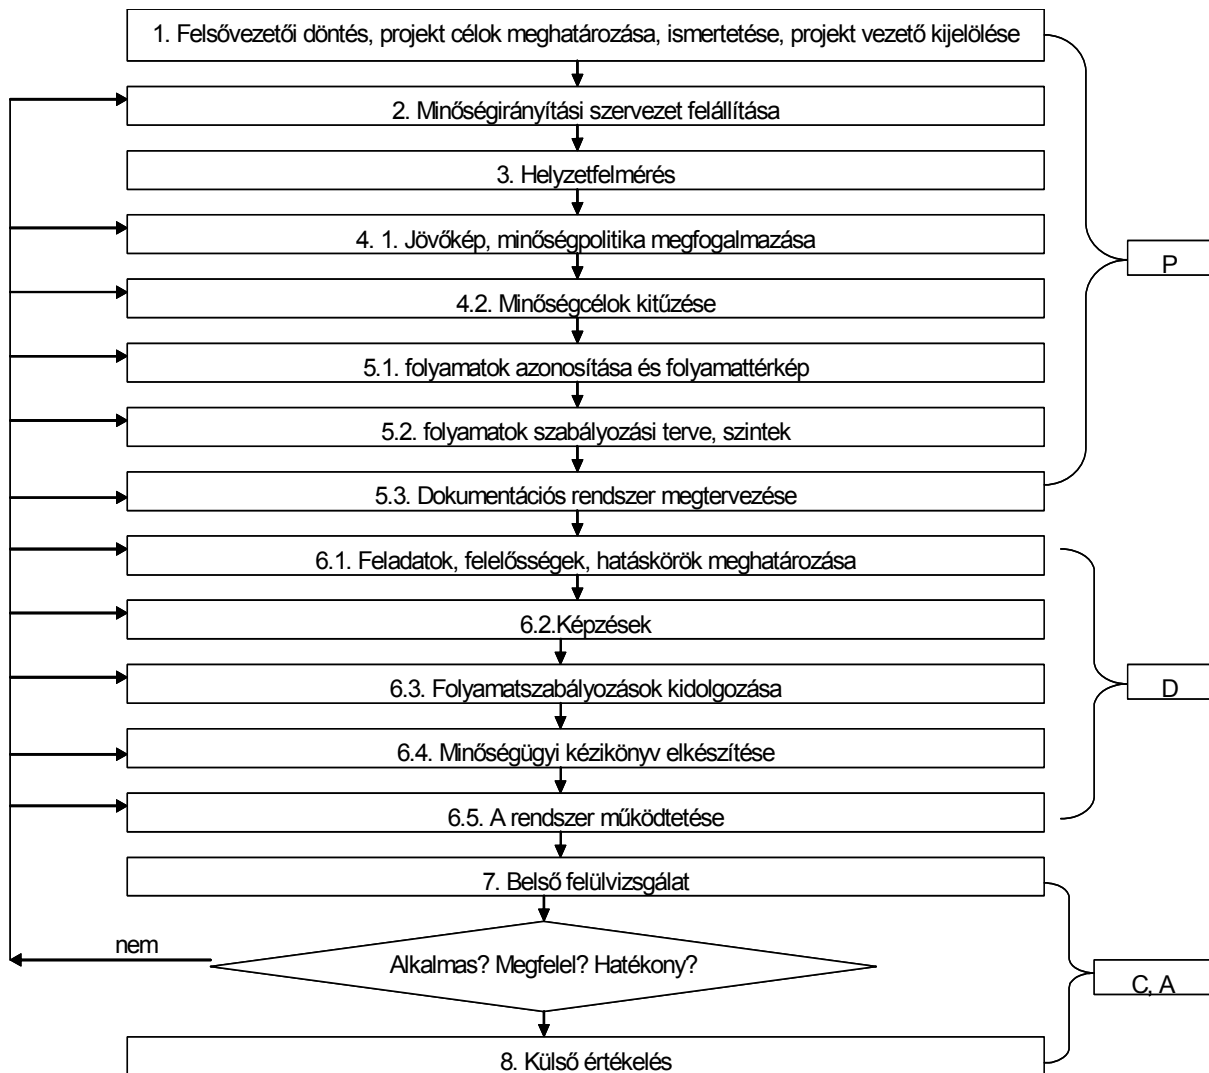 1. Felsővezetői döntés, projekt célok meghatározása, ismertetése, projekt vezető kijelölése
2. Minőségirányítási szervezet felállítása
3. Helyzetfelmérés
4. 1. Jövőkép, minőségpolitika megfogalmazása
P
4.2. Minőségcélok kitűzése
5.1. folyamatok azonosítása és folyamattérkép
5.2. folyamatok szabályozási terve, szintek
5.3. Dokumentációs rendszer megtervezése
6.1. Feladatok, felelősségek, hatáskörök meghatározása
6.2.Képzések
6.3. Folyamatszabályozások kidolgozása
D
6.4. Minőségügyi kézikönyv elkészítése
6.5. A rendszer működtetése
7. Belső felülvizsgálat
nem
Alkalmas? Megfelel? Hatékony?
C, A
8. Külső értékelés